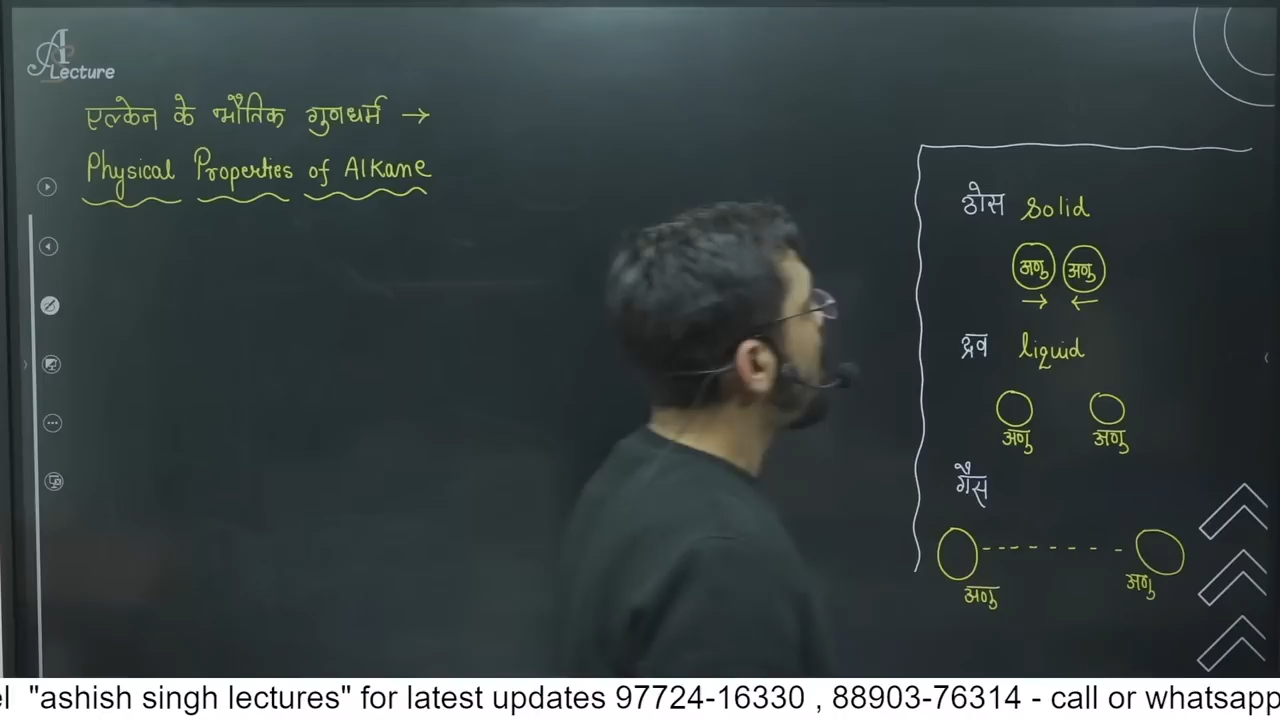 A Lecture
एल्केन के भौतिक गुणधर्म →
Physical Properties of Alkane
ठोस Solid
अणु अणु
→ ←
द्रव liquid
अणु अणु
गैस
अणु अणु
el "ashish singh lectures" for latest updates 97724-16330 , 88903-76314 - call or whatsapp